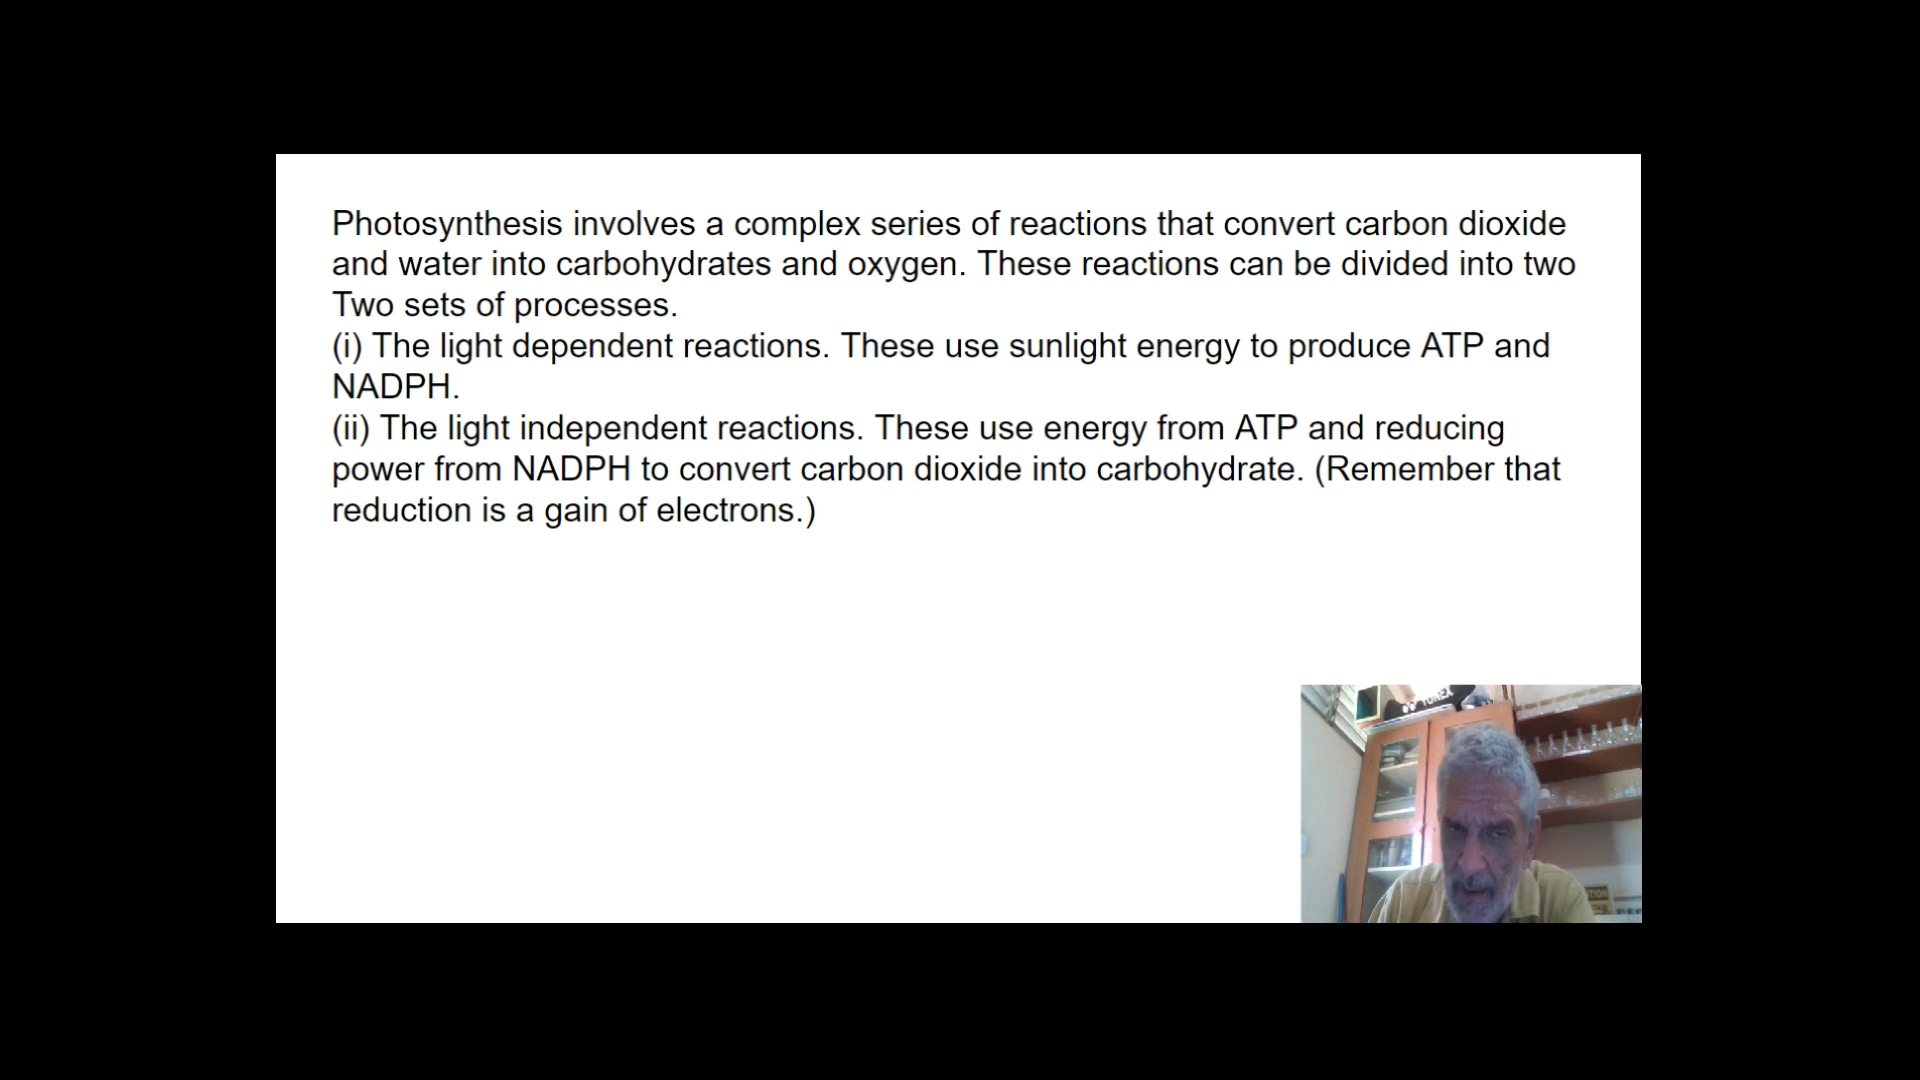 Photosynthesis involves a complex series of reactions that convert carbon dioxide
and water into carbohydrates and oxygen. These reactions can be divided into two
Two sets of processes.
(i) The light dependent reactions. These use sunlight energy to produce ATP and
NADPH.
(ii) The light independent reactions. These use energy from ATP and reducing
power from NADPH to convert carbon dioxide into carbohydrate. (Remember that
reduction is a gain of electrons.)
YONEX